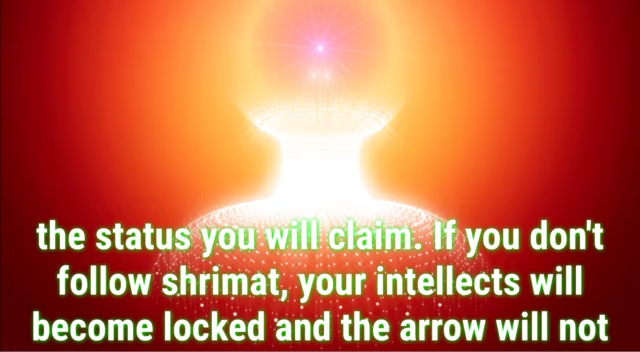 the status you will claim. If you don't
follow shrimat, your intellects will
become locked and the arrow will not